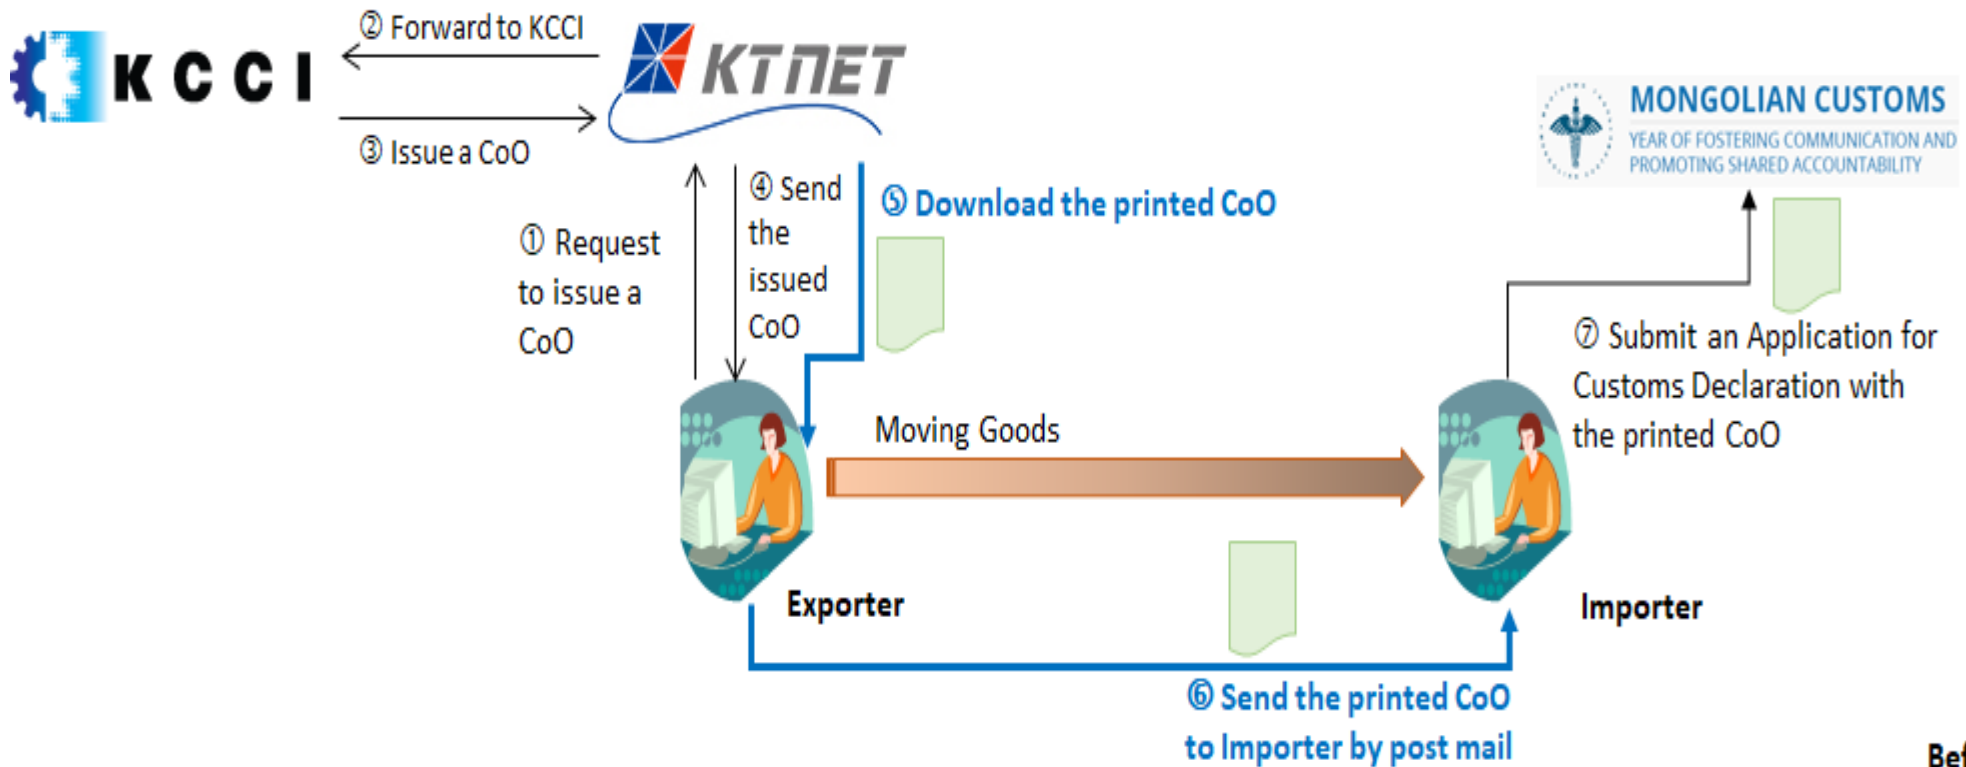 ② Forward to KCCI
KCCI
KTNET
③ Issue a CoO
MONGOLIAN CUSTOMS
YEAR OF FOSTERING COMMUNICATION AND
PROMOTING SHARED ACCOUNTABILITY
① Request
to issue a
CoO
④ Send
the
issued
CoO
⑤ Download the printed CoO
⑦ Submit an Application for
Customs Declaration with
the printed CoO
Moving Goods
Exporter
Importer
⑥ Send the printed CoO
to Importer by post mail